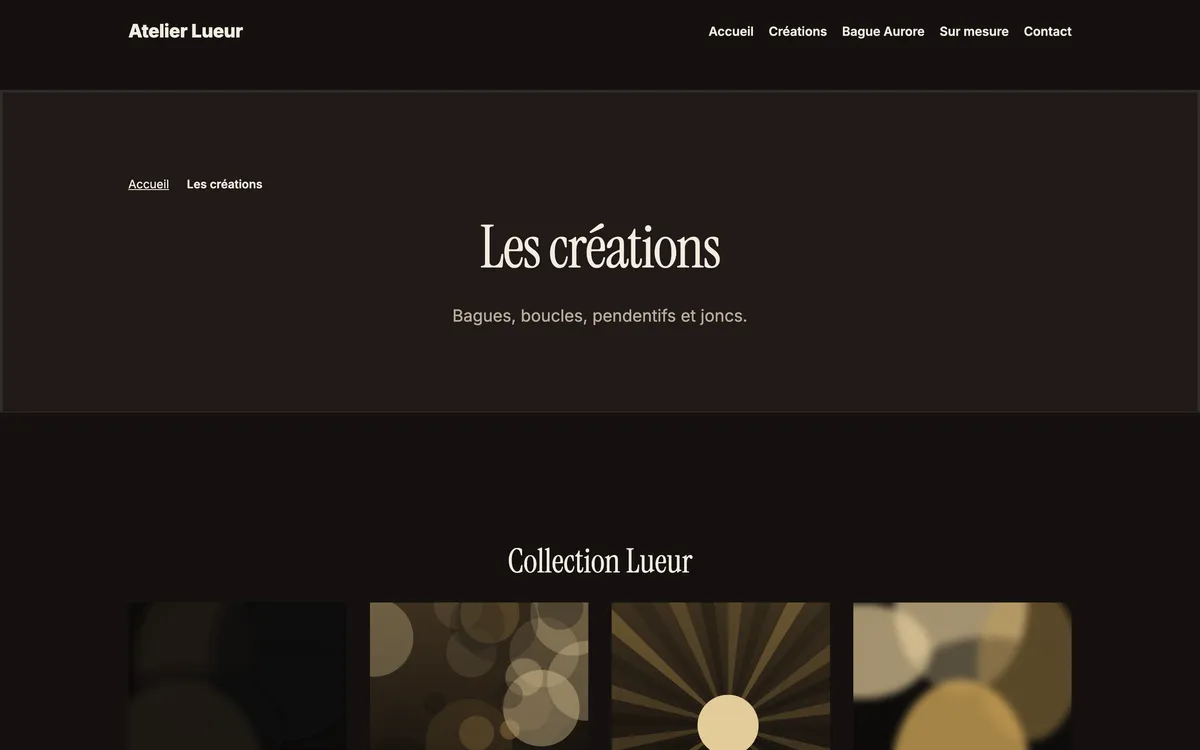 Atelier Lueur
Accueil Créations Bague Aurore Sur mesure Contact
Accueil Les créations
Les créations
Bagues, boucles, pendentifs et joncs.
Collection Lueur